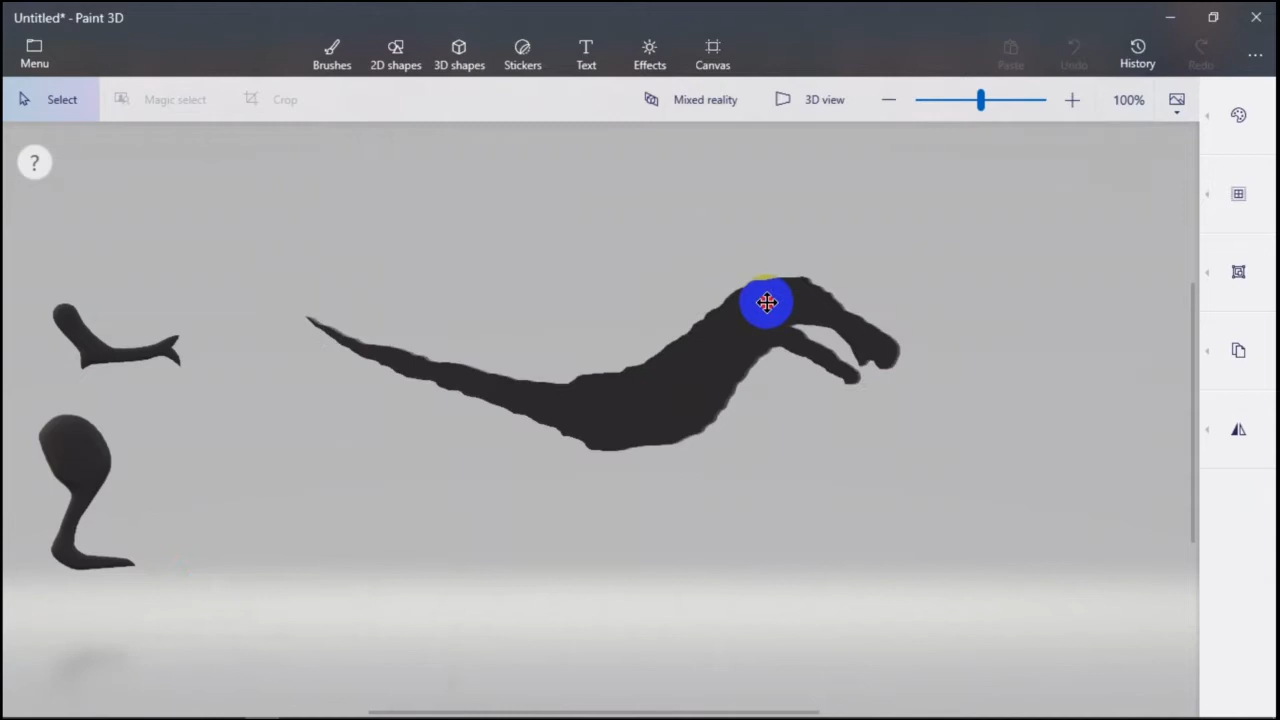 Untitled* - Paint 3D
Menu
Brushes
2D shapes
3D shapes
Stickers
Text
Effects
Canvas
Paste
Undo
History
Redo
Select
Magic select
Crop
Mixed reality
3D view
100%
?